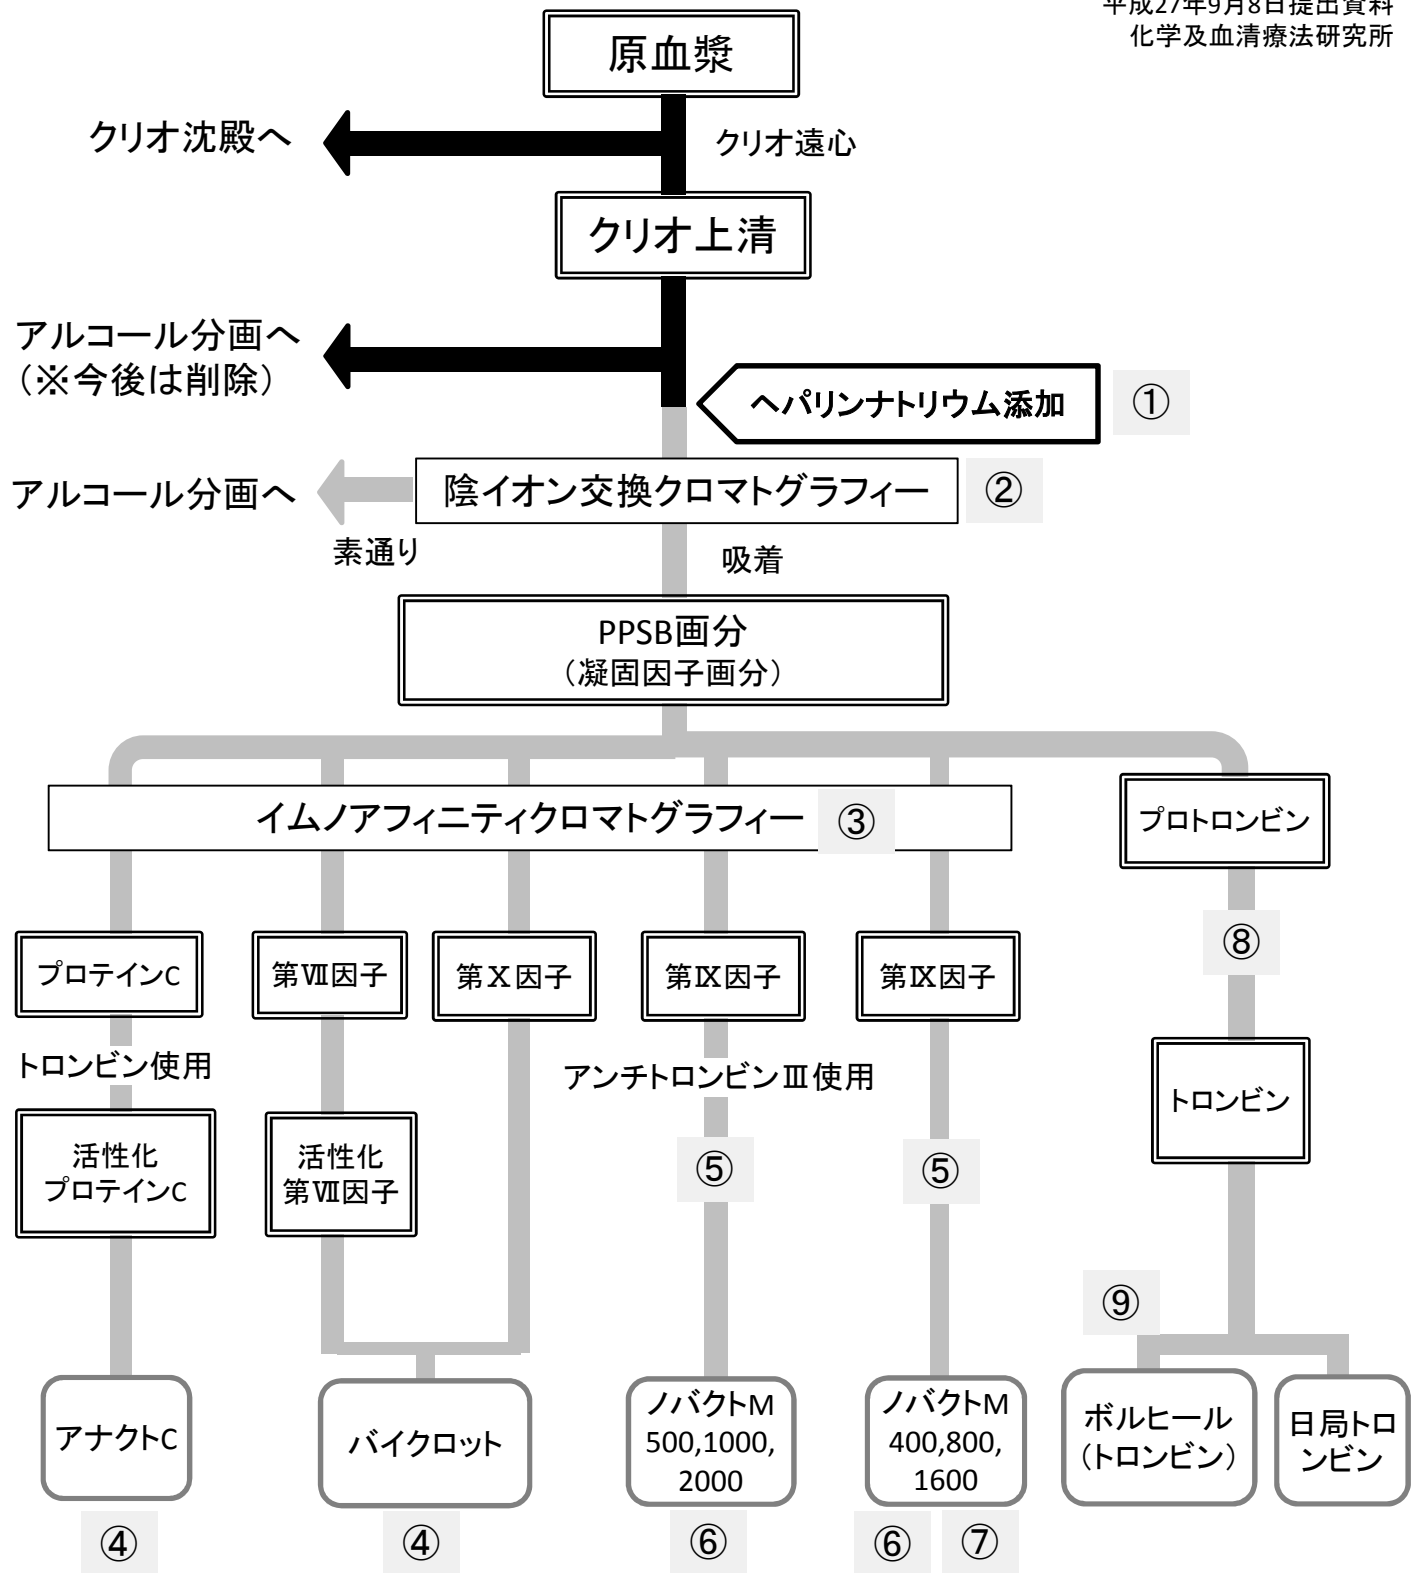 平成27年9月8日提出資料
化学及血清療法研究所
原血漿
クリオ沈殿へ
クリオ遠心
クリオ上清
アルコール分画へ
（※今後は削除）
ヘパリンナトリウム添加
①
アルコール分画へ
陰イオン交換クロマトグラフィー
②
素通り
吸着
PPSB画分
（凝固因子画分）
イムノアフィニティクロマトグラフィー
③
プロトロンビン
プロテインC
第Ⅶ因子
第Ⅹ因子
第Ⅸ因子
第Ⅸ因子
⑧
トロンビン使用
アンチトロンビンⅢ使用
トロンビン
活性化
プロテインC
活性化
第Ⅶ因子
⑤
⑤
⑨
アナクトC
バイクロット
ノバクトM
500,1000,
2000
ノバクトM
400,800,
1600
ボルヒール
（トロンビン）
日局トロ
ンビン
④
④
⑥
⑥
⑦